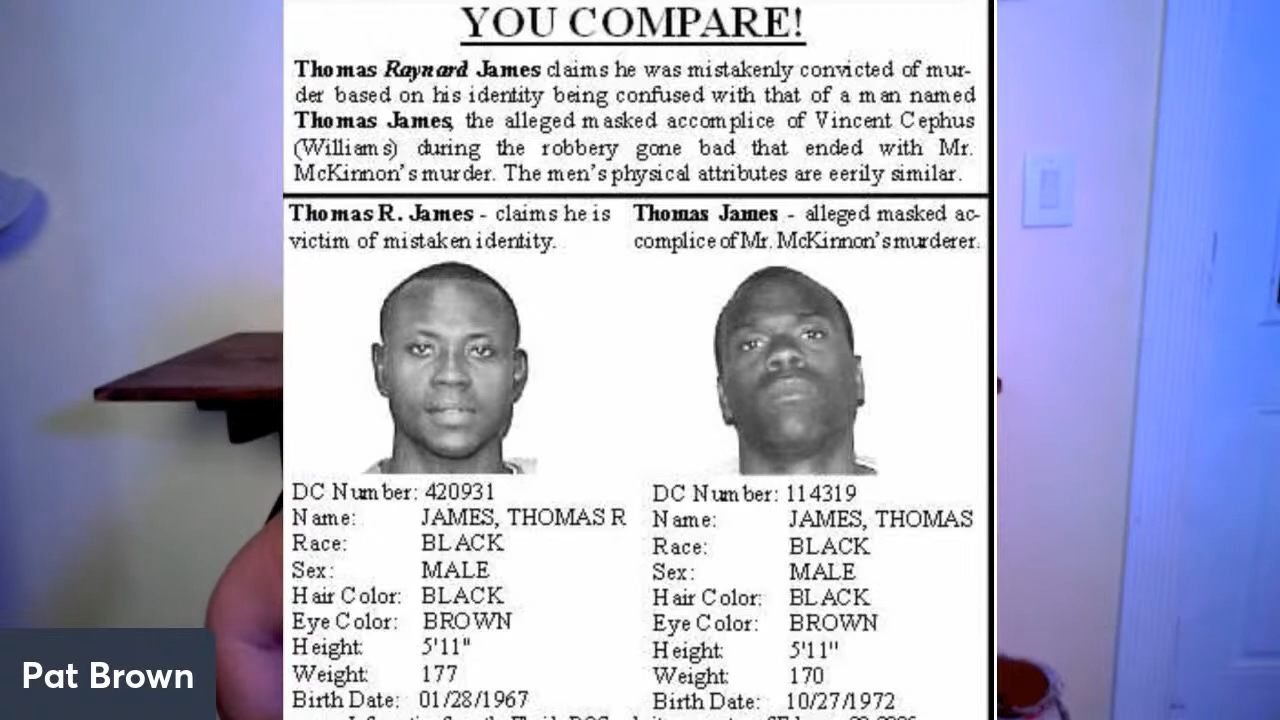 YOU COMPARE!
Thomas Raynard James claims he was mistakenly convicted of mur-
der based on his identity being confused with that of a man named
Thomas James, the alleged masked accomplice of Vincent Cephus
(Williams) during the robbery gone bad that ended with Mr.
McKinnon's murder. The men's physical attributes are eerily similar.
Thomas R. James - claims he is
victim of mistaken identity.
Thomas James - alleged masked ac-
complice of Mr. McKinnon's murderer.
DC Number: 420931
Name: JAMES, THOMAS R
Race: BLACK
Sex: MALE
Hair Color: BLACK
Eye Color: BROWN
Height: 5'11"
Weight: 177
Birth Date: 01/28/1967
DC Number: 114319
Name: JAMES, THOMAS
Race: BLACK
Sex: MALE
Hair Color: BLACK
Eye Color: BROWN
Height: 5'11"
Weight: 170
Birth Date: 10/27/1972
Pat Brown